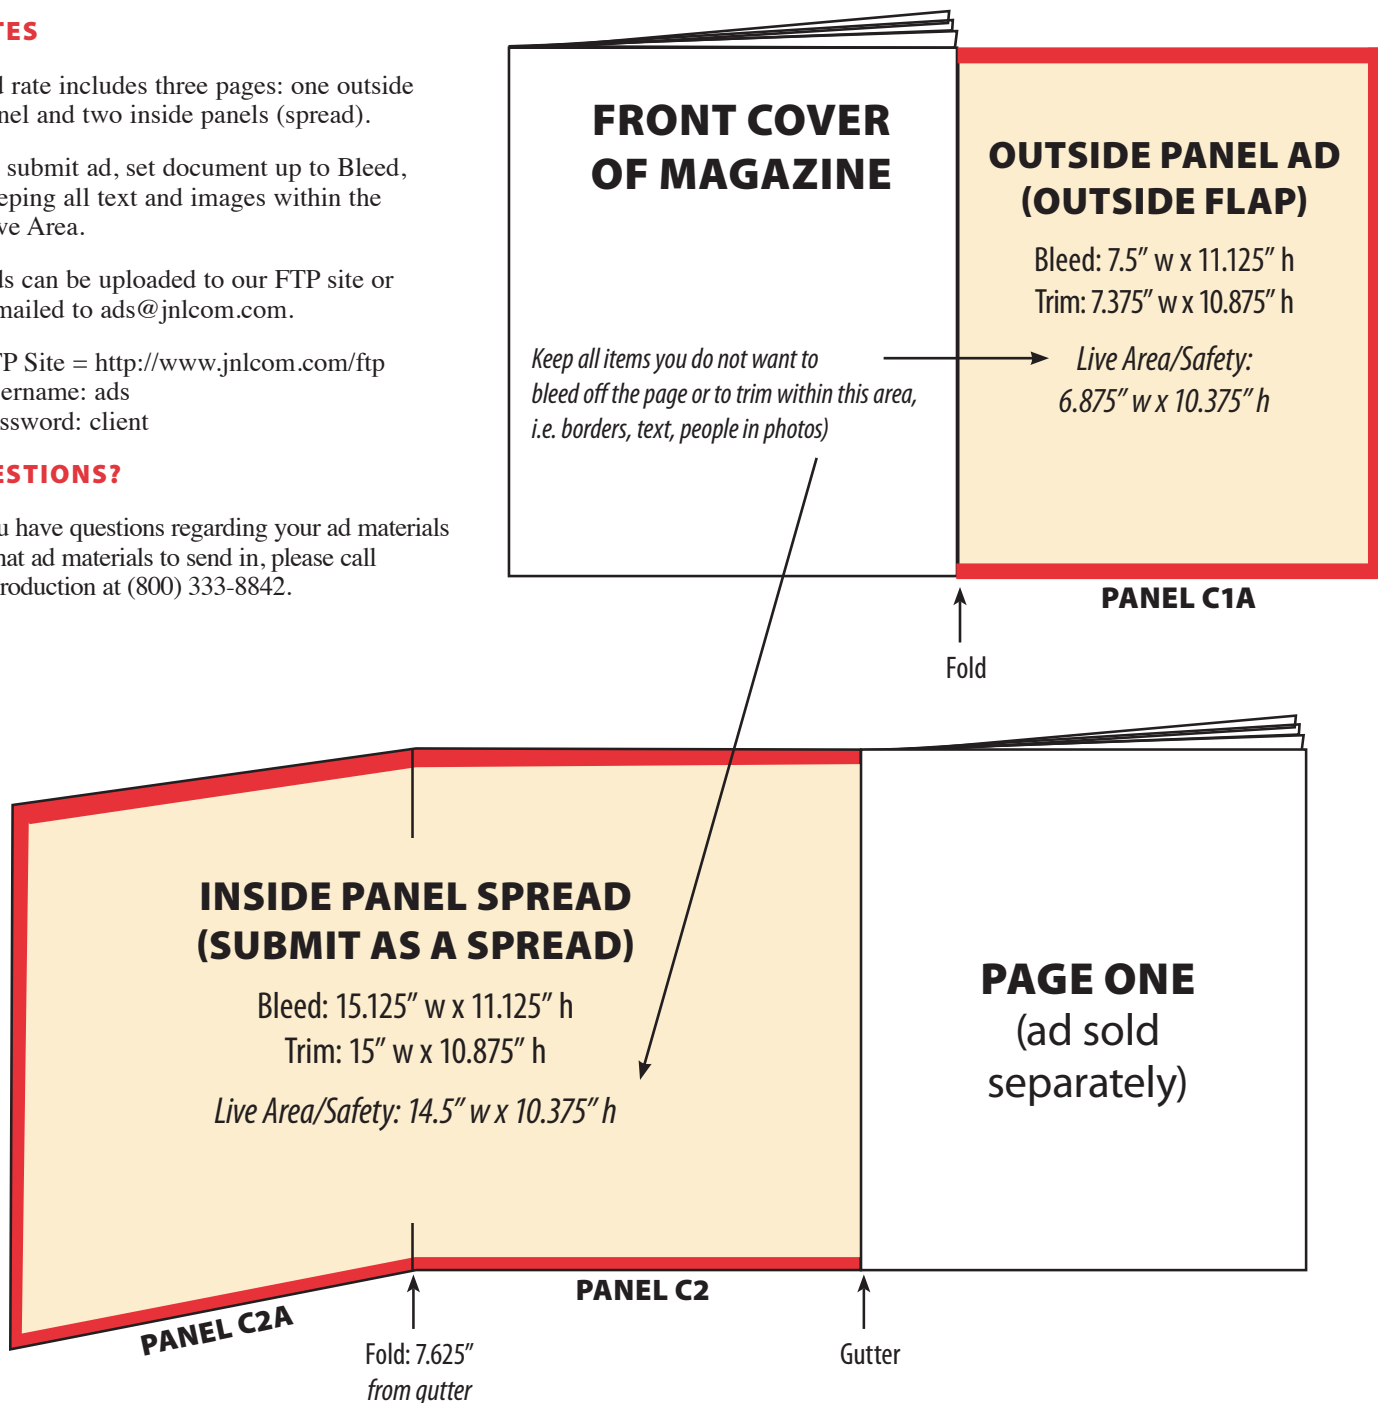 TES
d rate includes three pages: one outside
nel and two inside panels (spread).
submit ad, set document up to Bleed,
eping all text and images within the
ve Area.
ds can be uploaded to our FTP site or
mailed to ads@jnlcom.com.
TP Site = http://www.jnlcom.com/ftp
ername: ads
ssword: client
ESTIONS?
u have questions regarding your ad materials
hat ad materials to send in, please call
roduction at (800) 333-8842.
FRONT COVER
OF MAGAZINE
Keep all items you do not want to
bleed off the page or to trim within this area,
i.e. borders, text, people in photos)
OUTSIDE PANEL AD
(OUTSIDE FLAP)
Bleed: 7.5” w x 11.125” h
Trim: 7.375” w x 10.875” h
Live Area/Safety:
6.875” w x 10.375” h
PANEL C1A
Fold
INSIDE PANEL SPREAD
(SUBMIT AS A SPREAD)
Bleed: 15.125” w x 11.125” h
Trim: 15” w x 10.875” h
Live Area/Safety: 14.5” w x 10.375” h
PAGE ONE
(ad sold
separately)
PANEL C2A
PANEL C2
Fold: 7.625”
from gutter
Gutter